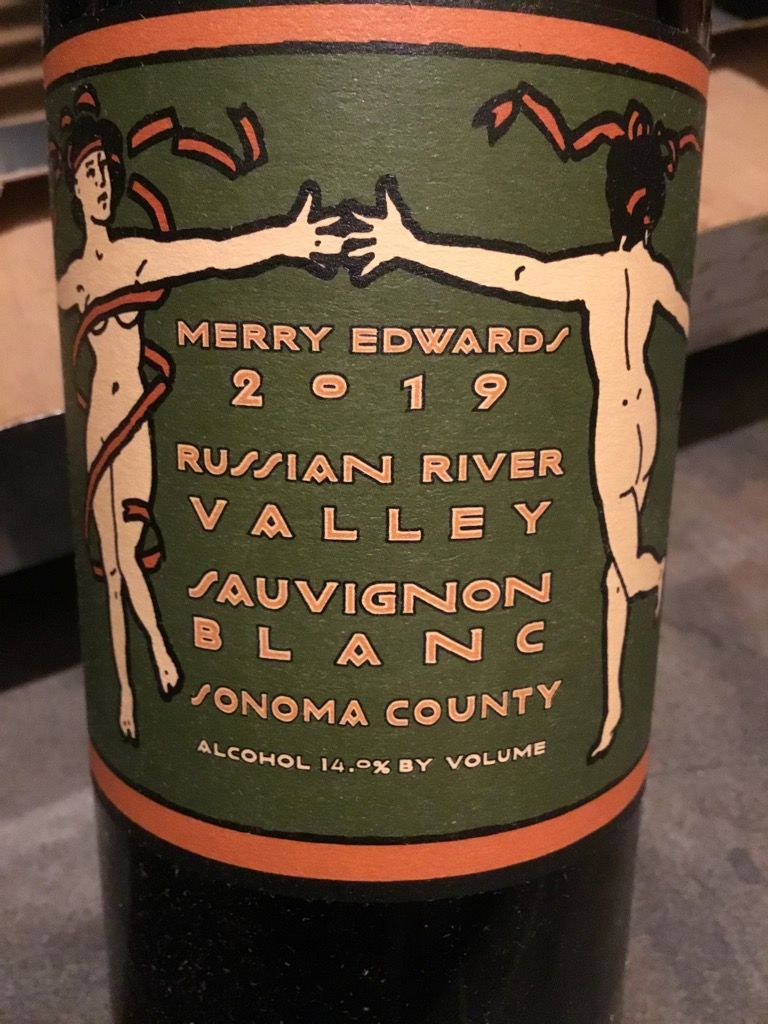 MERRY EDWARDS
2019
RUSSIAN RIVER
VALLEY
SAUVIGNON
BLANC
SONOMA COUNTY
ALCOHOL 14.0% BY VOLUME